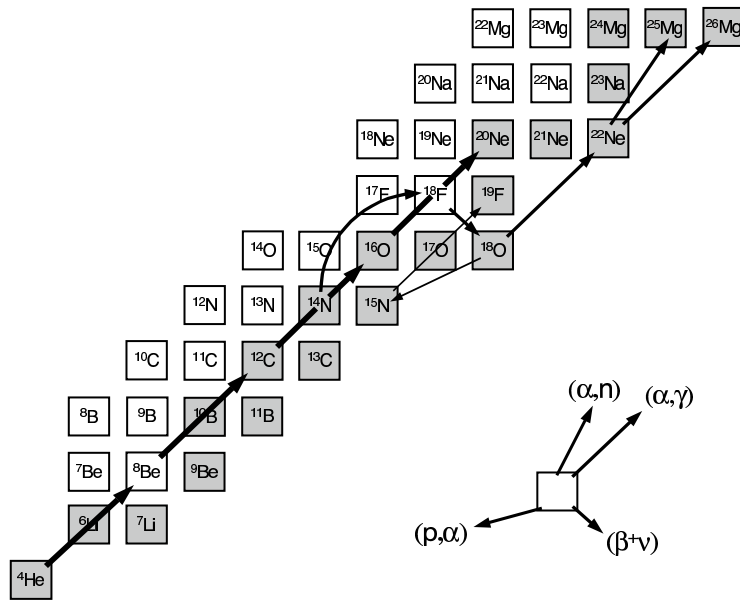 ²²Mg ²³Mg ²⁴Mg ²⁵Mg ²⁶Mg
²⁰Na ²¹Na ²²Na ²³Na
¹⁸Ne ¹⁹Ne ²⁰Ne ²¹Ne ²²Ne
¹⁷F ¹⁸F ¹⁹F
¹⁴O ¹⁵O ¹⁶O ¹⁷O ¹⁸O
¹²N ¹³N ¹⁴N ¹⁵N
¹⁰C ¹¹C ¹²C ¹³C
⁸B ⁹B ¹⁰B ¹¹B
⁷Be ⁸Be ⁹Be
⁶Li ⁷Li
⁴He
(α,n)
(α,γ)
(p,α)
(β⁺ν)